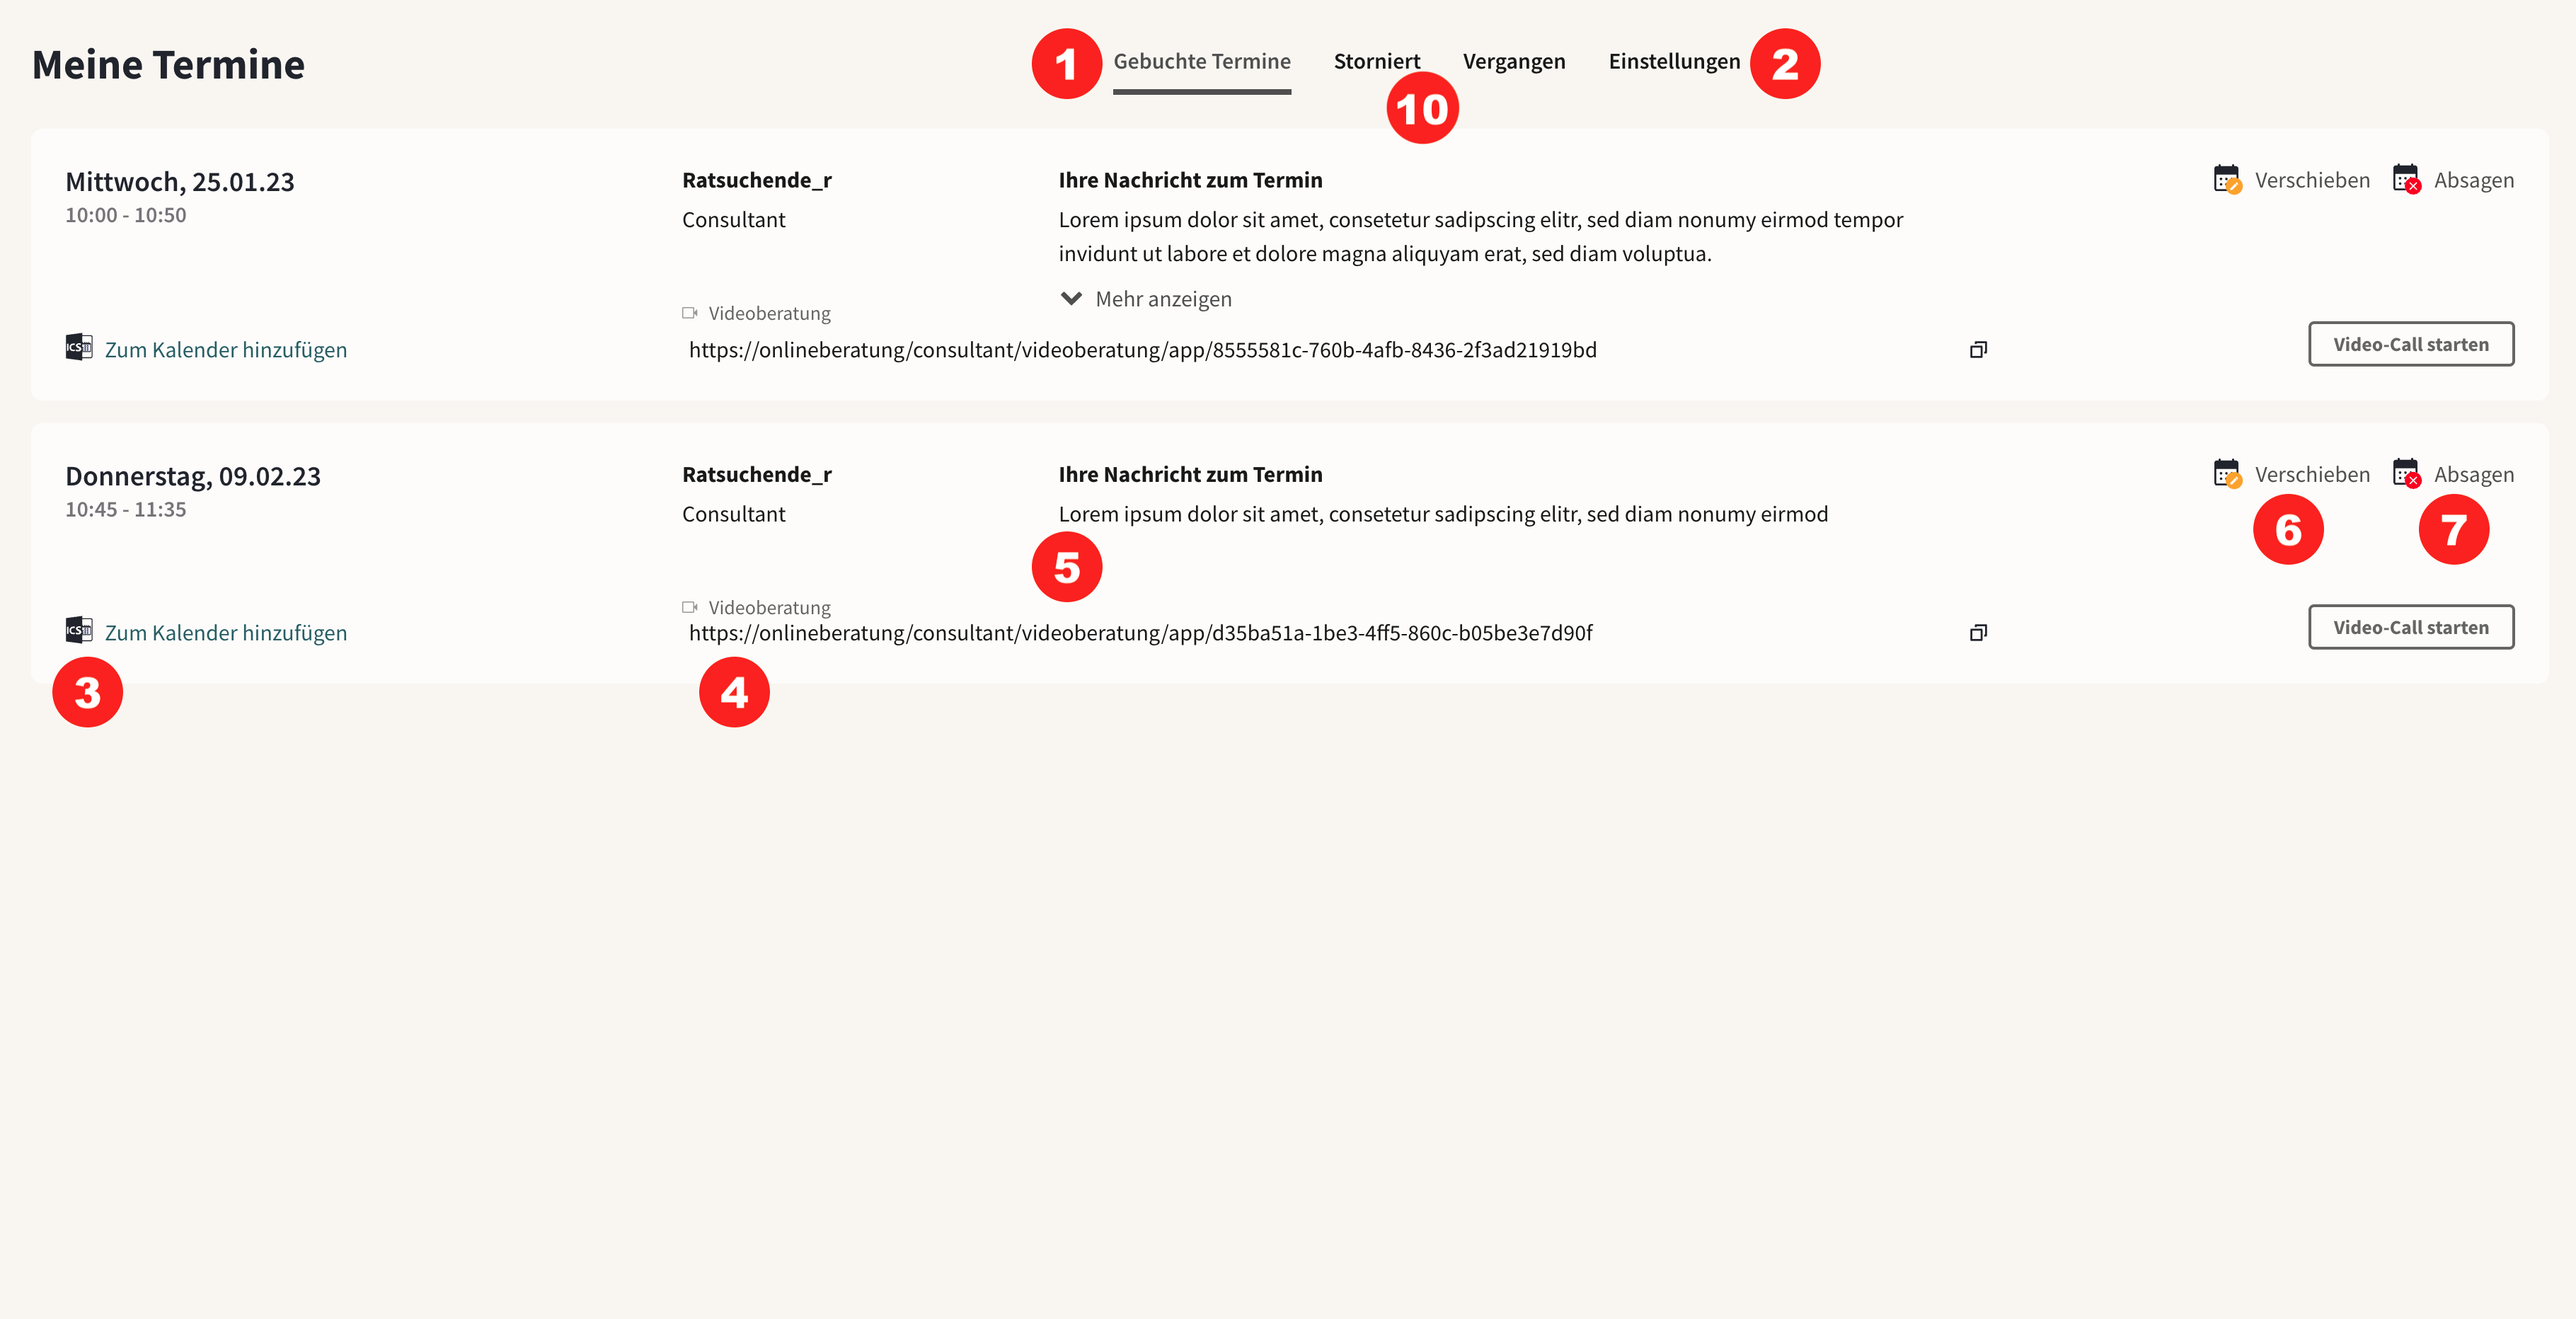 Meine Termine
1 Gebuchte Termine Storniert Vergangen Einstellungen 2
10
Mittwoch, 25.01.23
10:00 - 10:50
Ratsuchende_r
Consultant
Ihre Nachricht zum Termin
Lorem ipsum dolor sit amet, consetetur sadipscing elitr, sed diam nonumy eirmod tempor
invidunt ut labore et dolore magna aliquyam erat, sed diam voluptua.
Mehr anzeigen
Verschieben Absagen
ICS Zum Kalender hinzufügen
Videoberatung
https://onlineberatung/consultant/videoberatung/app/8555581c-760b-4afb-8436-2f3ad21919bd
Video-Call starten
Donnerstag, 09.02.23
10:45 - 11:35
Ratsuchende_r
Consultant
Ihre Nachricht zum Termin
Lorem ipsum dolor sit amet, consetetur sadipscing elitr, sed diam nonumy eirmod
5
Verschieben Absagen
6 7
ICS Zum Kalender hinzufügen
3
Videoberatung
https://onlineberatung/consultant/videoberatung/app/d35ba51a-1be3-4ff5-860c-b05be3e7d90f
4
Video-Call starten